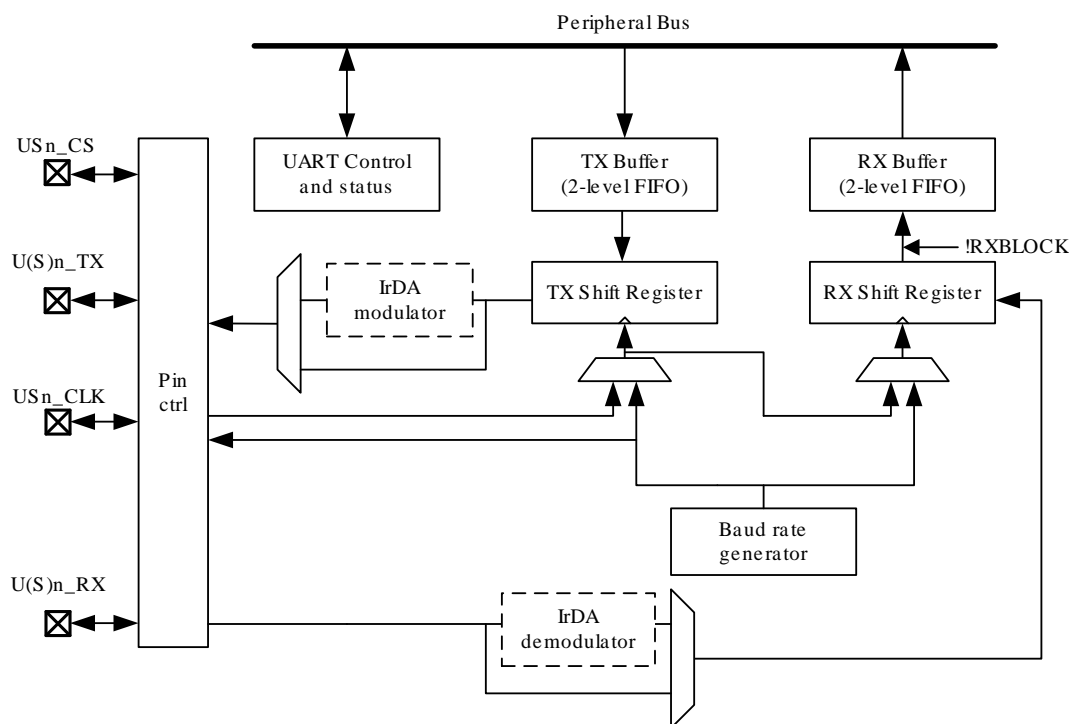 Peripheral Bus
USn_CS
UART Control
and status
TX Buffer
(2-level FIFO)
RX Buffer
(2-level FIFO)
!RXBLOCK
U(S)n_TX
IrDA
modulator
TX Shift Register
RX Shift Register
Pin
ctrl
USn_CLK
Baud rate
generator
U(S)n_RX
IrDA
demodulator